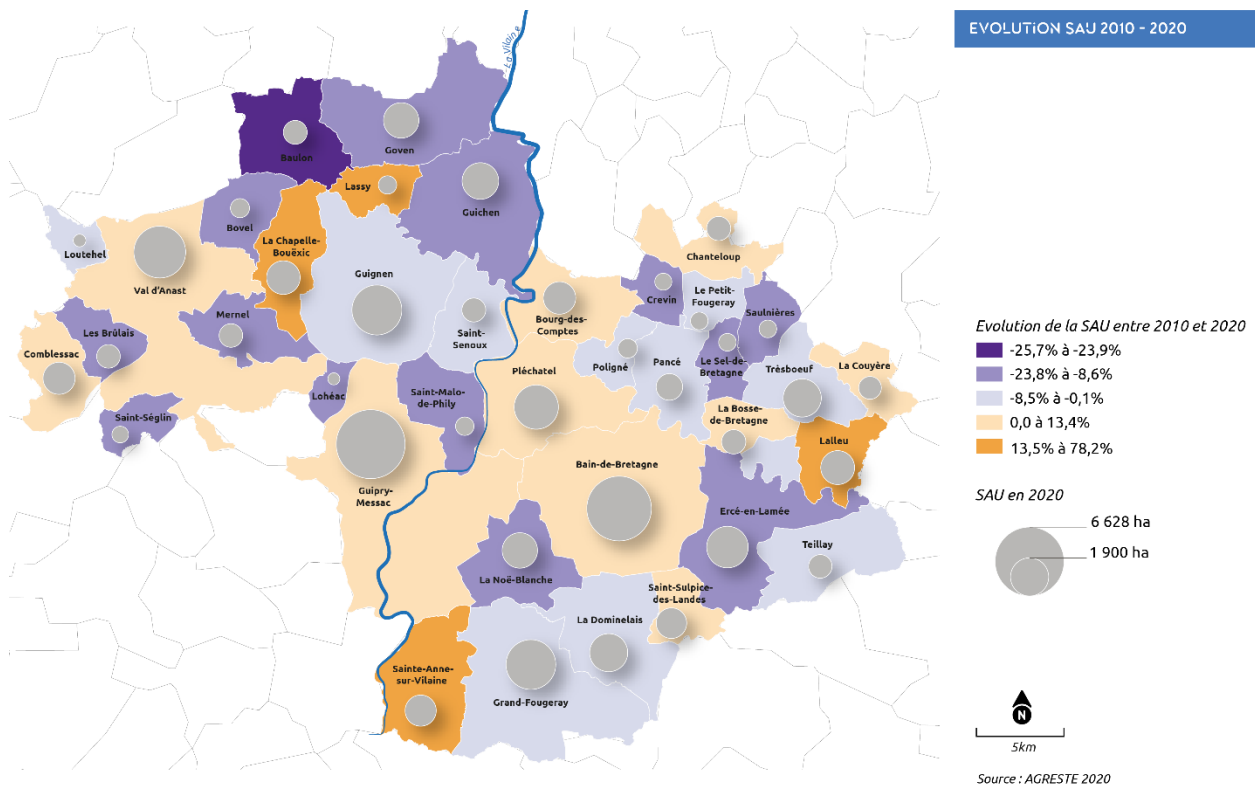 EVOLUTiON SAU 2010 - 2020
La Vilaine
Baulon
Goven
Lassy
Guichen
Bovel
Loutehel
La Chapelle-
Bouëxic
Val d'Anast
Guignen
Chanteloup
Crevin
Le Petit-
Fougeray
Saulnières
Bourg-des-
Comptes
Saint-
Senoux
Mernel
Les Brûlais
Comblessac
Poligné
Pancé
Le Sel-de-
Bretagne
Trèsboeuf
La Couyère
Pléchatel
Lohéac
Saint-Malo-
de-Phily
La Bosse-
de-Bretagne
Saint-Séglin
Lalleu
Bain-de-Bretagne
Guipry-
Messac
Ercé-en-Lamée
Teillay
La Noë-Blanche
Saint-Sulpice-
des-Landes
La Dominelais
Sainte-Anne-
sur-Vilaine
Grand-Fougeray
Evolution de la SAU entre 2010 et 2020
-25,7% à -23,9%
-23,8% à -8,6%
-8,5% à -0,1%
0,0 à 13,4%
13,5% à 78,2%
SAU en 2020
6 628 ha
1 900 ha
N
5km
Source : AGRESTE 2020